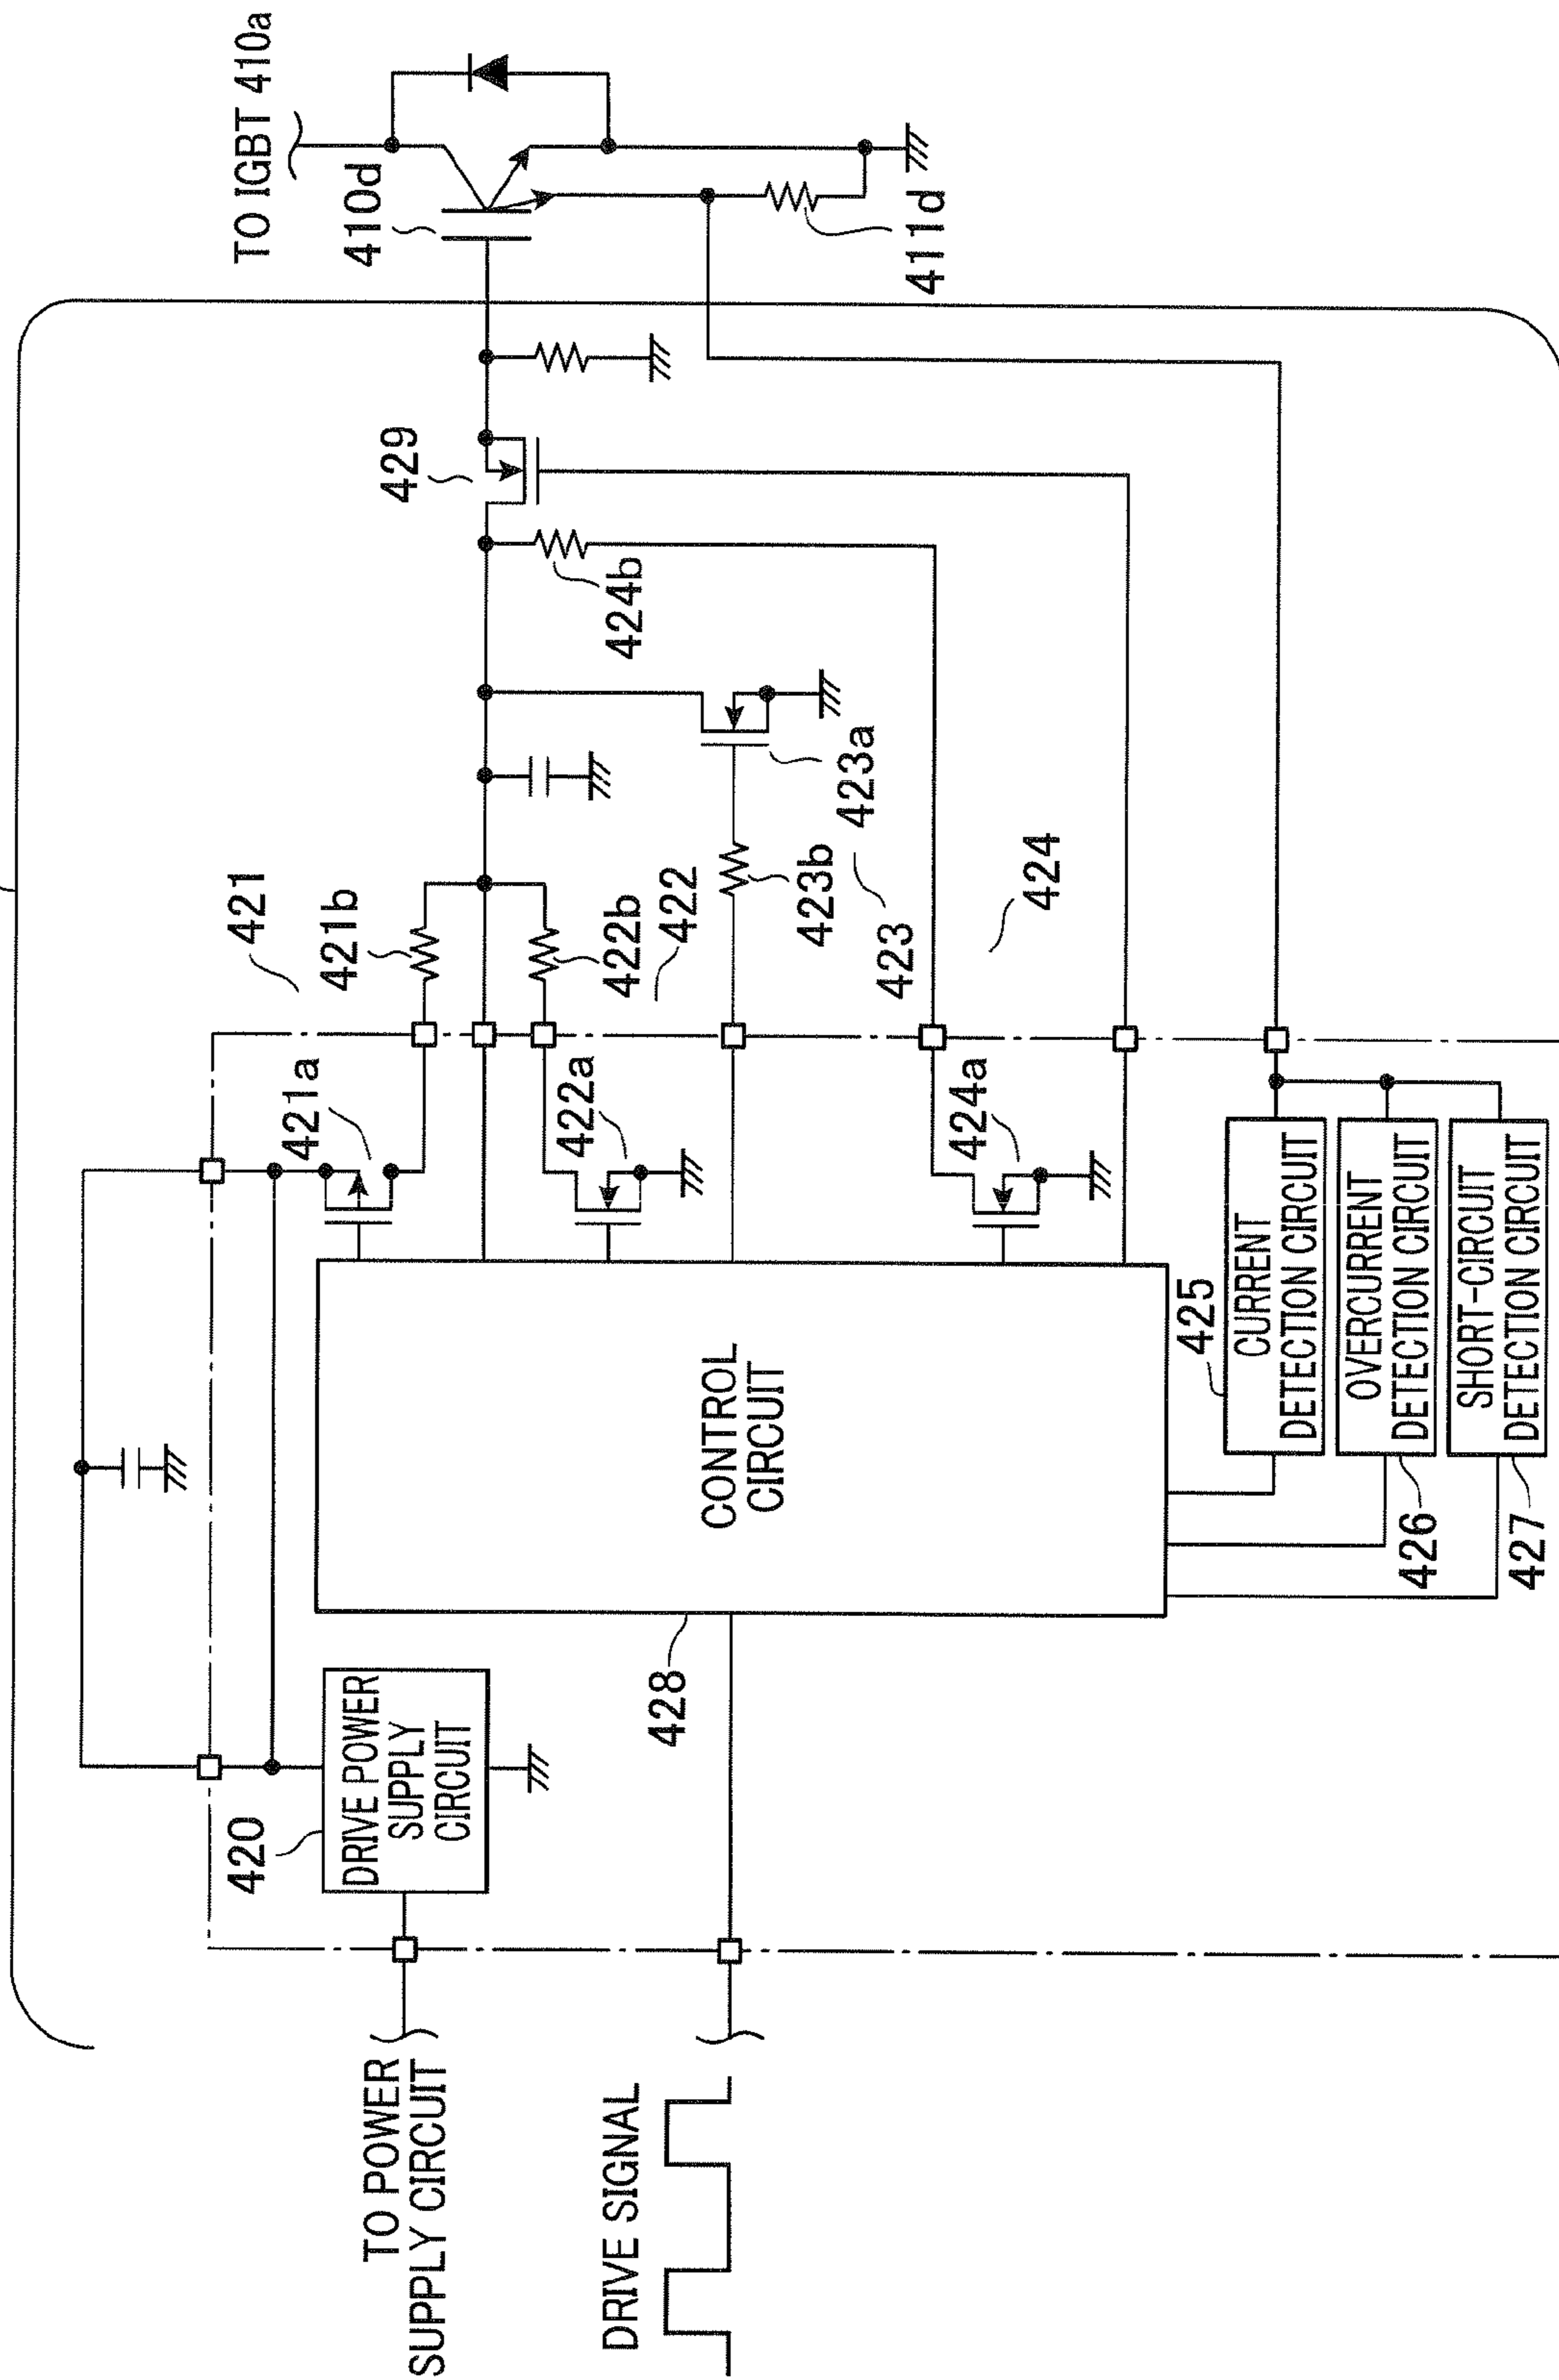 TO POWER
SUPPLY CIRCUIT
DRIVE SIGNAL
420
DRIVE POWER
SUPPLY
CIRCUIT
428
CONTROL
CIRCUIT
421
421a
421b
422
422a
422b
423
423a
423b
424
424a
424b
425
CURRENT
DETECTION CIRCUIT
426
OVERCURRENT
DETECTION CIRCUIT
427
SHORT-CIRCUIT
DETECTION CIRCUIT
429
TO IGBT 410a
410d
411d